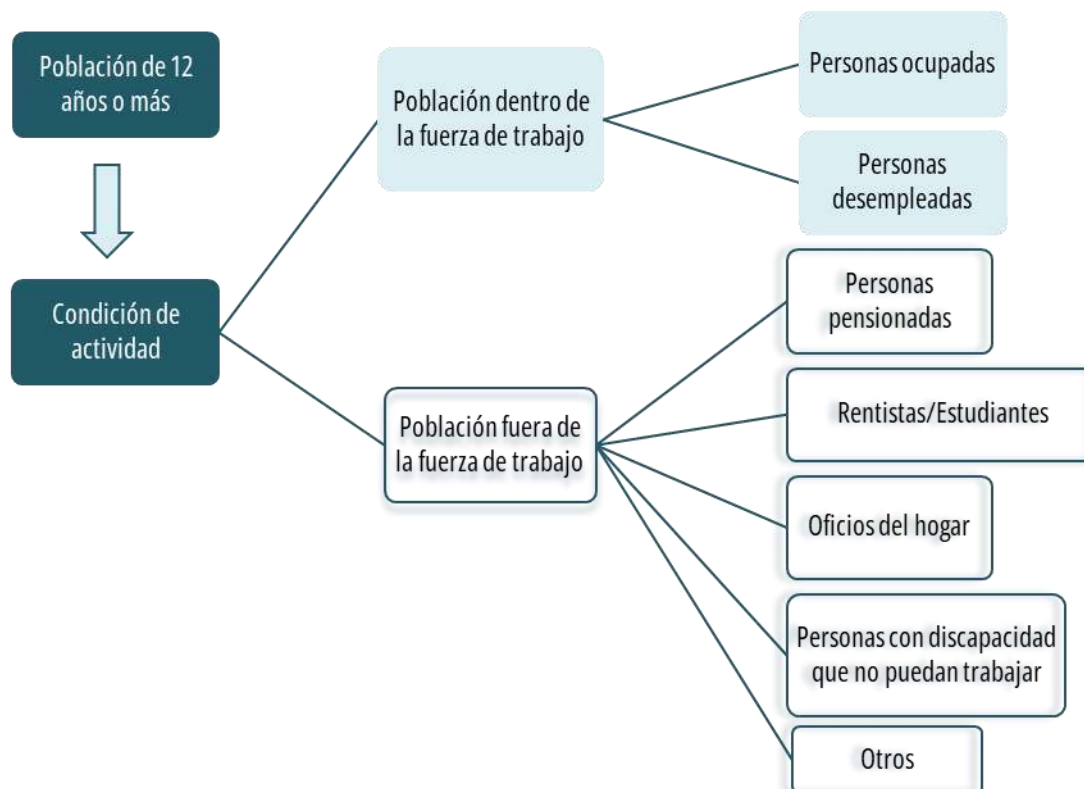 Población de 12
años o más
Condición de
actividad
Población dentro de
la fuerza de trabajo
Personas ocupadas
Personas
desempleadas
Población fuera de
la fuerza de trabajo
Personas
pensionadas
Rentistas/Estudiantes
Oficios del hogar
Personas con discapacidad
que no puedan trabajar
Otros